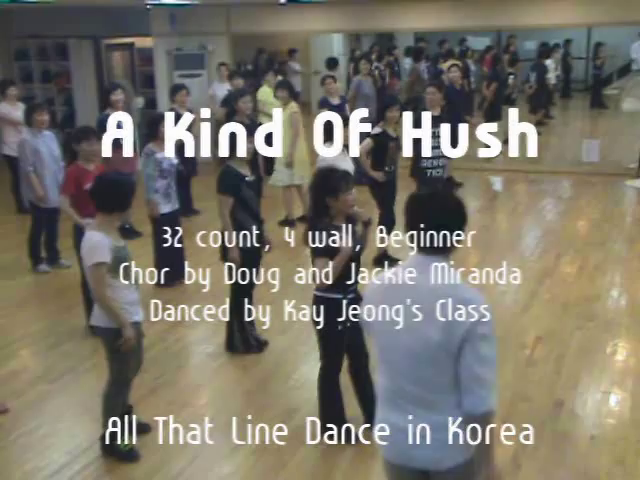 A Kind Of Hush
32 count, 4 wall, Beginner
Chor by Doug and Jackie Miranda
Danced by Kay Jeong's Class
All That Line Dance in Korea